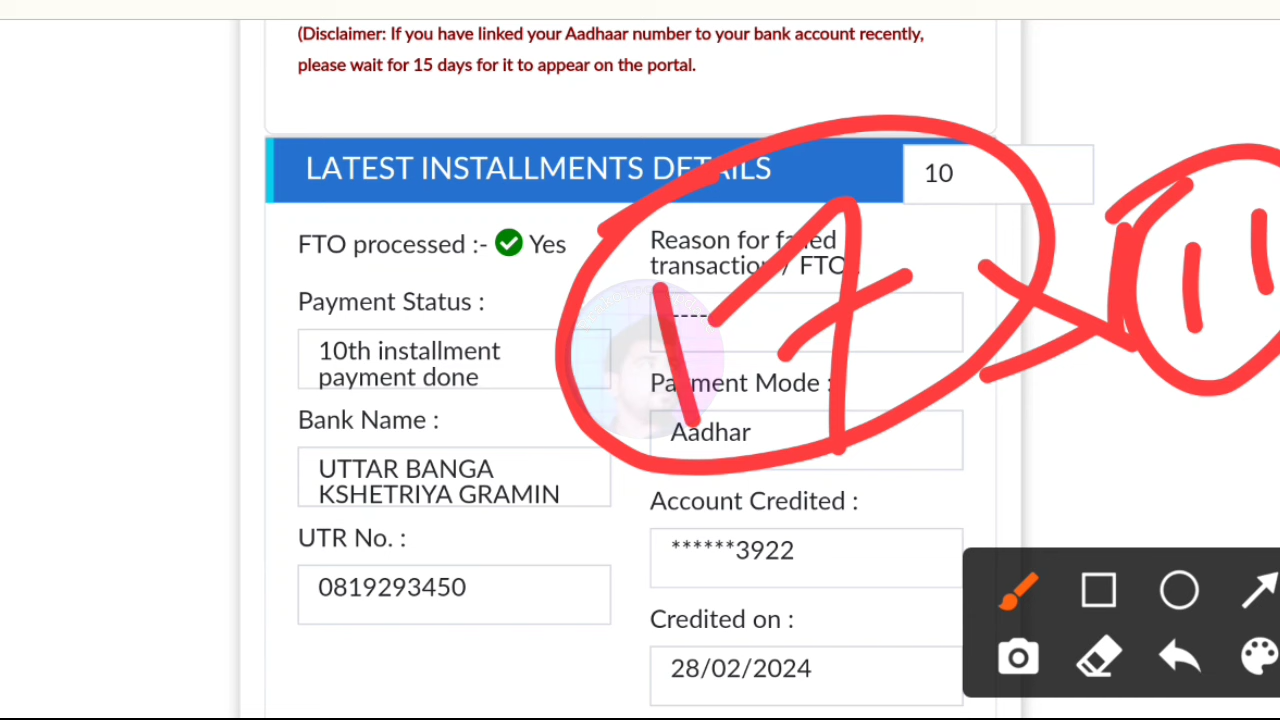 (Disclaimer: If you have linked your Aadhaar number to your bank account recently,
please wait for 15 days for it to appear on the portal.
LATEST INSTALLMENTS DETAILS
10
FTO processed :- Yes
Reason for failed
transaction / FTO
----
Payment Status :
10th installment
payment done
Payment Mode :
Aadhar
Bank Name :
UTTAR BANGA
KSHETRIYA GRAMIN
Account Credited :
******3922
UTR No. :
0819293450
Credited on :
28/02/2024
17
11